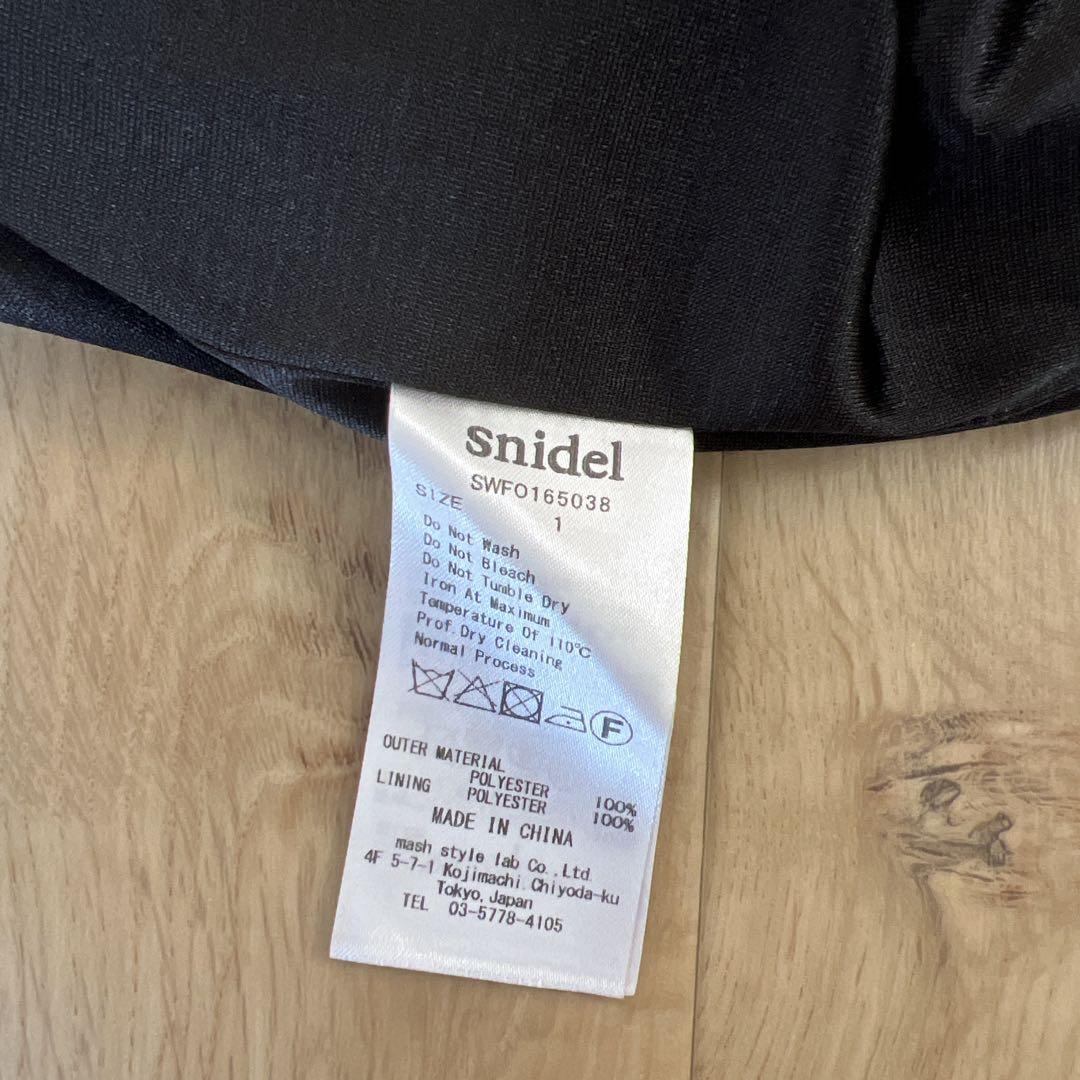 snidel
SWFO165038
SIZE 1
Do Not Wash
Do Not Bleach
Do Not Tumble Dry
Iron At Maximum
Temperature Of 110℃
Prof.Dry Cleaning
Normal Process
F
OUTER MATERIAL
POLYESTER 100%
LINING POLYESTER 100%
MADE IN CHINA
mash style lab Co.,Ltd.
4F 5-7-1 Kojimachi Chiyoda-ku
Tokyo, Japan
TEL 03-5778-4105